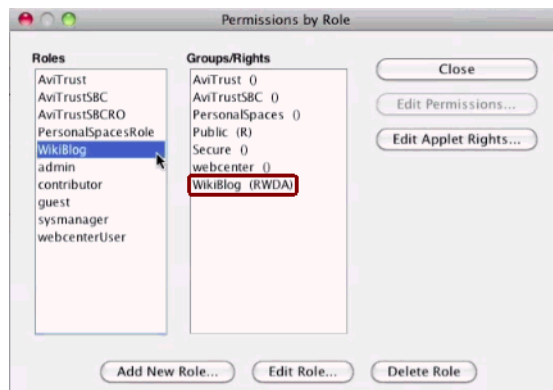 Permissions by Role
Roles
AviTrust
AviTrustSBC
AviTrustSBCRO
PersonalSpacesRole
WikiBlog
admin
contributor
guest
sysmanager
webcenterUser
Groups/Rights
AviTrust ()
AviTrustSBC ()
PersonalSpaces ()
Public (R)
Secure ()
webcenter ()
WikiBlog (RWDA)
Close
Edit Permissions...
Edit Applet Rights...
Add New Role...
Edit Role...
Delete Role